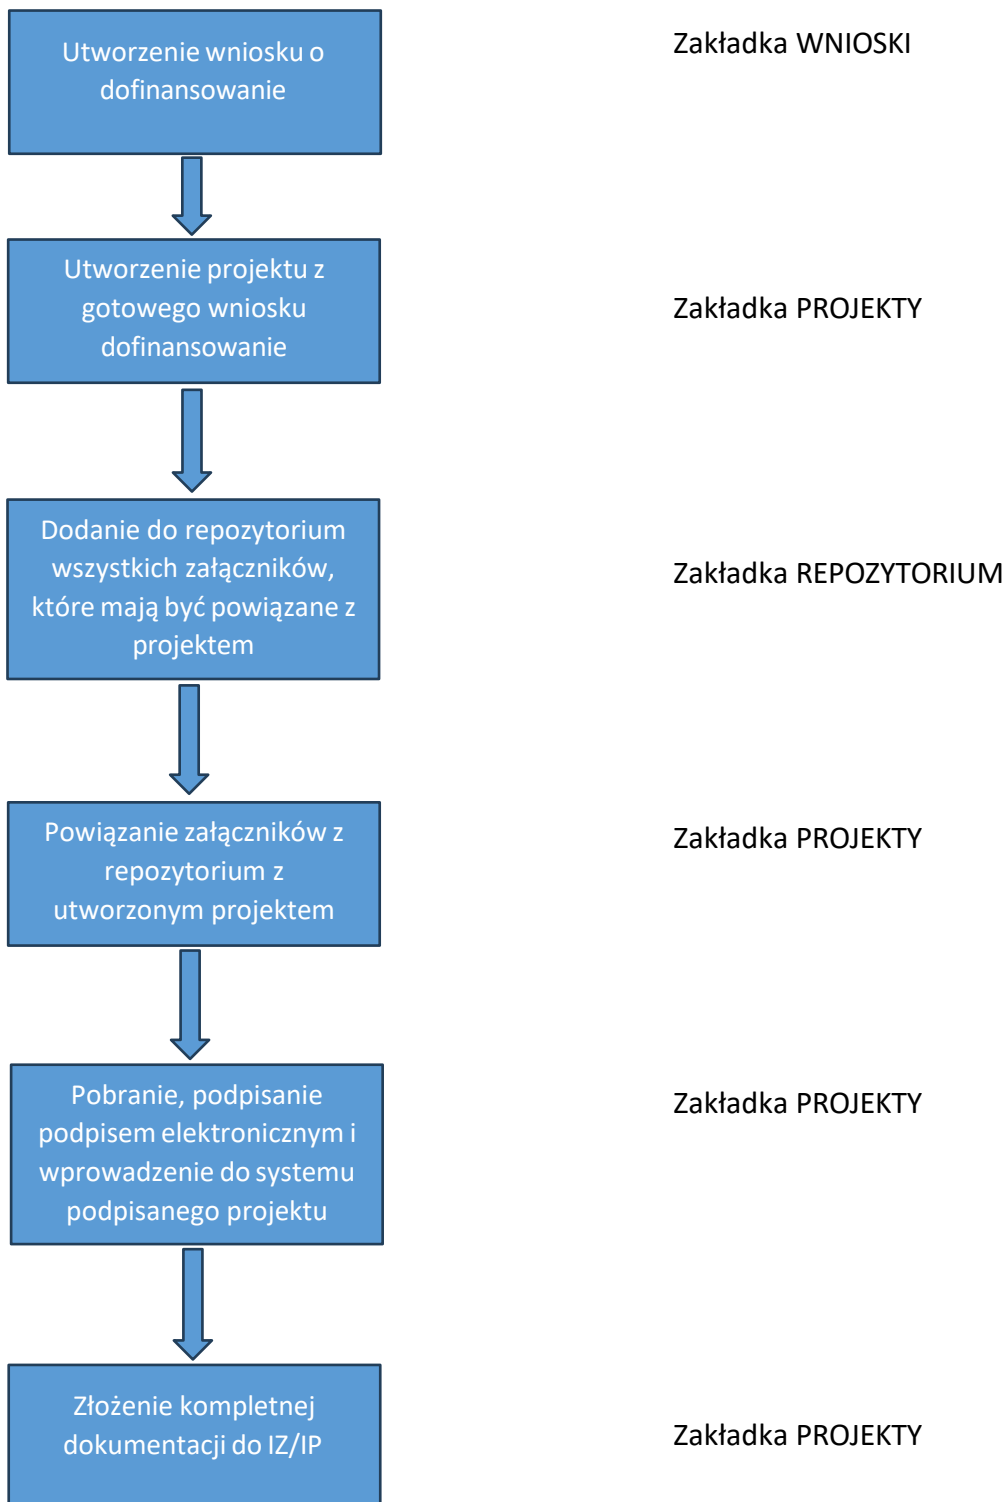 Utworzenie wniosku o
dofinansowanie
Zakładka WNIOSKI
Utworzenie projektu z
gotowego wniosku
dofinansowanie
Zakładka PROJEKTY
Dodanie do repozytorium
wszystkich załączników,
które mają być powiązane z
projektem
Zakładka REPOZYTORIUM
Powiązanie załączników z
repozytorium z
utworzonym projektem
Zakładka PROJEKTY
Pobranie, podpisanie
podpisem elektronicznym i
wprowadzenie do systemu
podpisanego projektu
Zakładka PROJEKTY
Złożenie kompletnej
dokumentacji do IZ/IP
Zakładka PROJEKTY